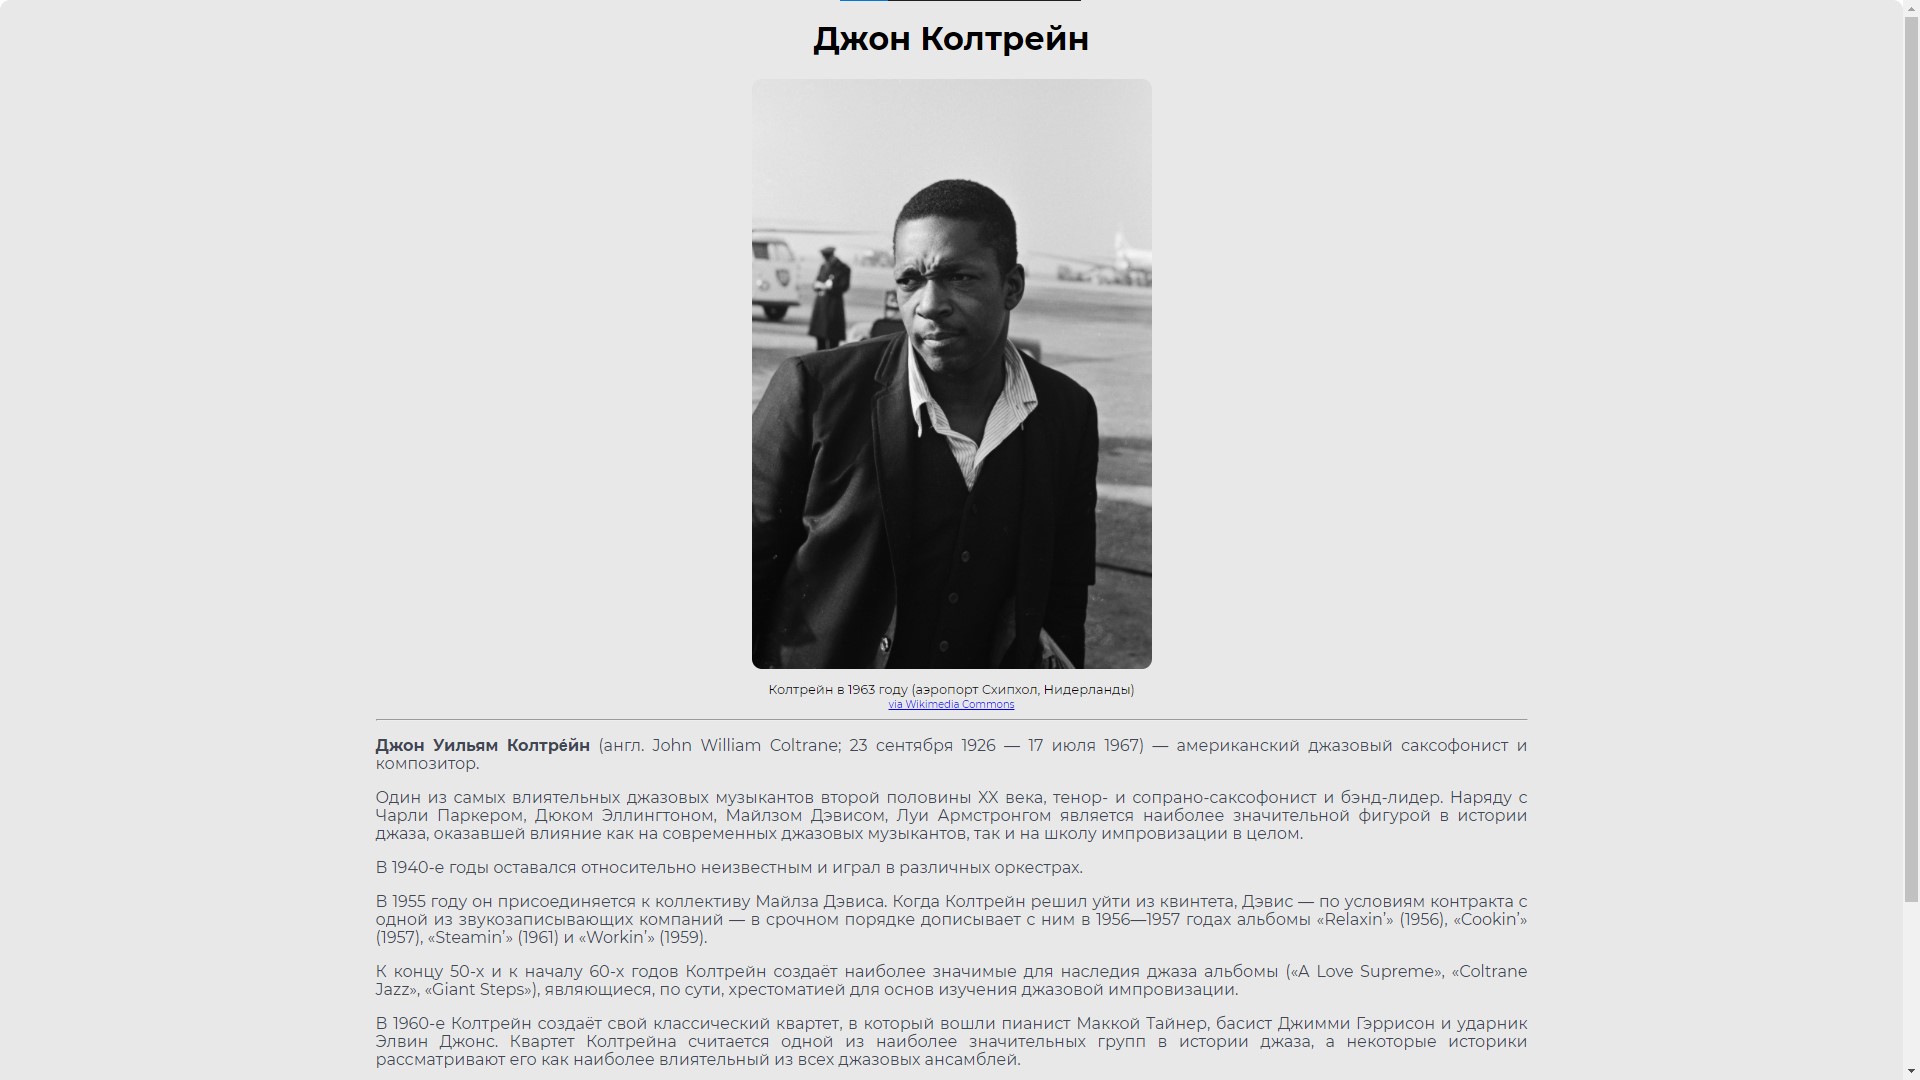 Джон Колтрейн
Колтрейн в 1963 году (аэропорт Схипхол, Нидерланды)
via Wikimedia Commons
Джон Уильям Колтре́йн (англ. John William Coltrane; 23 сентября 1926 — 17 июля 1967) — американский джазовый саксофонист и
композитор.
Один из самых влиятельных джазовых музыкантов второй половины XX века, тенор- и сопрано-саксофонист и бэнд-лидер. Наряду с
Чарли Паркером, Дюком Эллингтоном, Майлзом Дэвисом, Луи Армстронгом является наиболее значительной фигурой в истории
джаза, оказавшей влияние как на современных джазовых музыкантов, так и на школу импровизации в целом.
В 1940-е годы оставался относительно неизвестным и играл в различных оркестрах.
В 1955 году он присоединяется к коллективу Майлза Дэвиса. Когда Колтрейн решил уйти из квинтета, Дэвис — по условиям контракта с
одной из звукозаписывающих компаний — в срочном порядке дописывает с ним в 1956—1957 годах альбомы «Relaxin’» (1956), «Cookin’»
(1957), «Steamin’» (1961) и «Workin’» (1959).
К концу 50-х и к началу 60-х годов Колтрейн создаёт наиболее значимые для наследия джаза альбомы («A Love Supreme», «Coltrane
Jazz», «Giant Steps»), являющиеся, по сути, хрестоматией для основ изучения джазовой импровизации.
В 1960-е Колтрейн создаёт свой классический квартет, в который вошли пианист Маккой Тайнер, басист Джимми Гэррисон и ударник
Элвин Джонс. Квартет Колтрейна считается одной из наиболее значительных групп в истории джаза, а некоторые историки
рассматривают его как наиболее влиятельный из всех джазовых ансамблей.